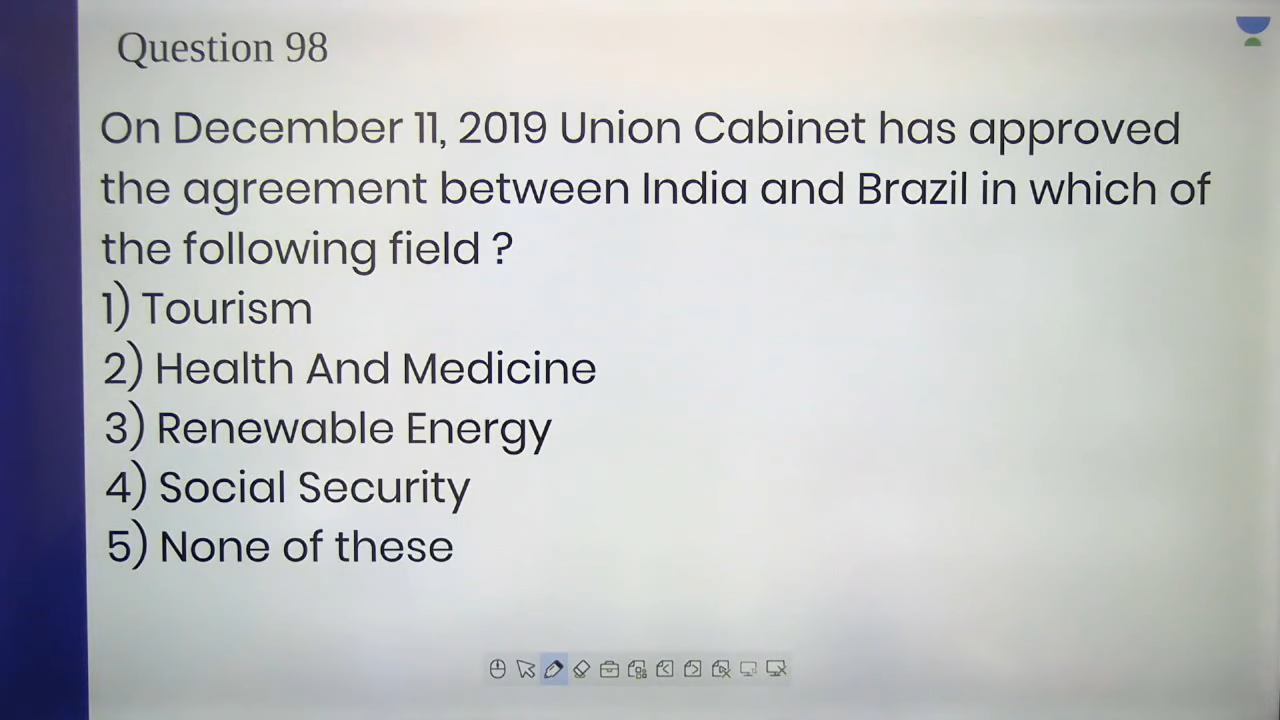 Question 98
On December 11, 2019 Union Cabinet has approved
the agreement between India and Brazil in which of
the following field ?
1) Tourism
2) Health And Medicine
3) Renewable Energy
4) Social Security
5) None of these